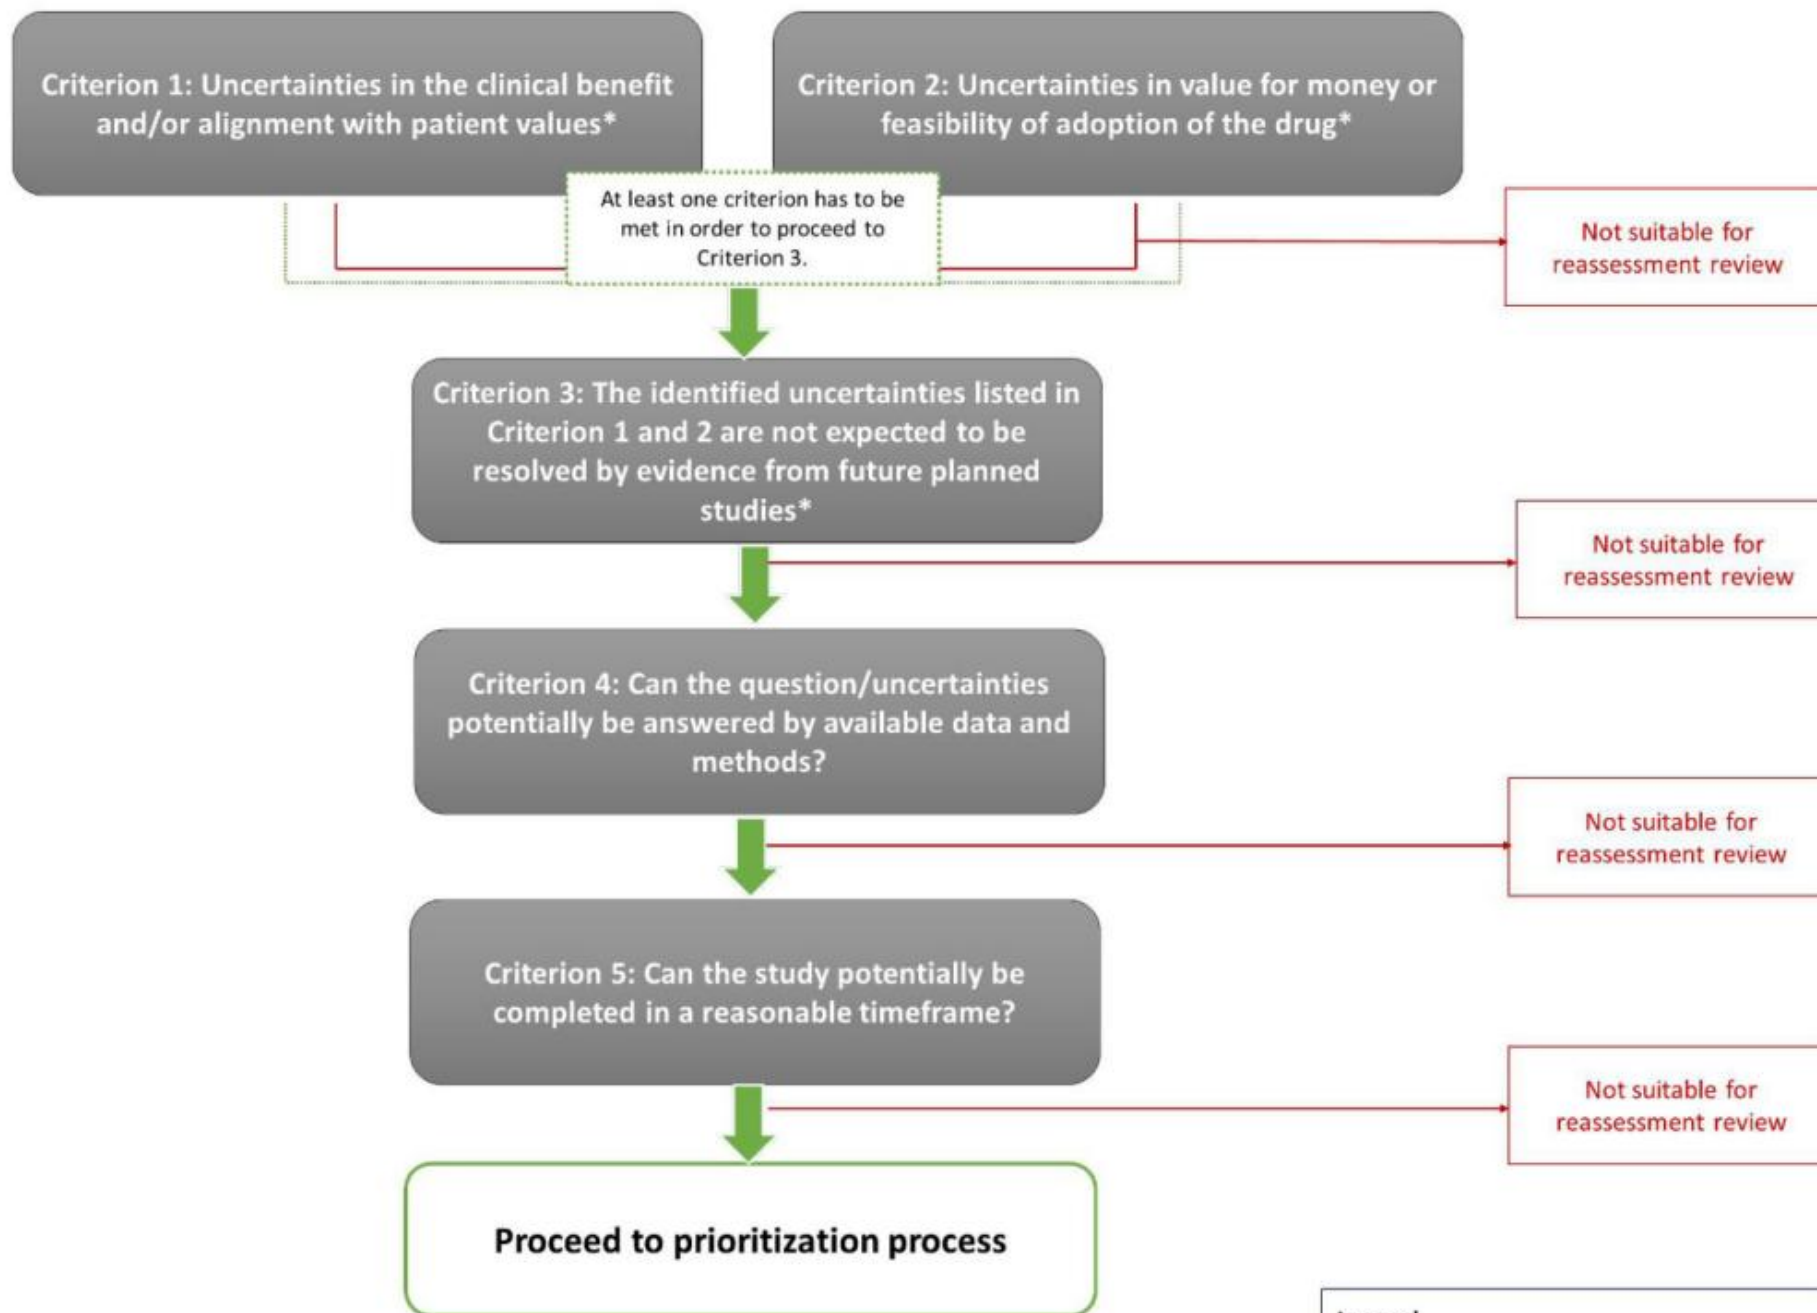 Criterion 1: Uncertainties in the clinical benefit
and/or alignment with patient values*
Criterion 2: Uncertainties in value for money or
feasibility of adoption of the drug*
At least one criterion has to be
met in order to proceed to
Criterion 3.
Not suitable for
reassessment review
Criterion 3: The identified uncertainties listed in
Criterion 1 and 2 are not expected to be
resolved by evidence from future planned
studies*
Not suitable for
reassessment review
Criterion 4: Can the question/uncertainties
potentially be answered by available data and
methods?
Not suitable for
reassessment review
Criterion 5: Can the study potentially be
completed in a reasonable timeframe?
Not suitable for
reassessment review
Proceed to prioritization process